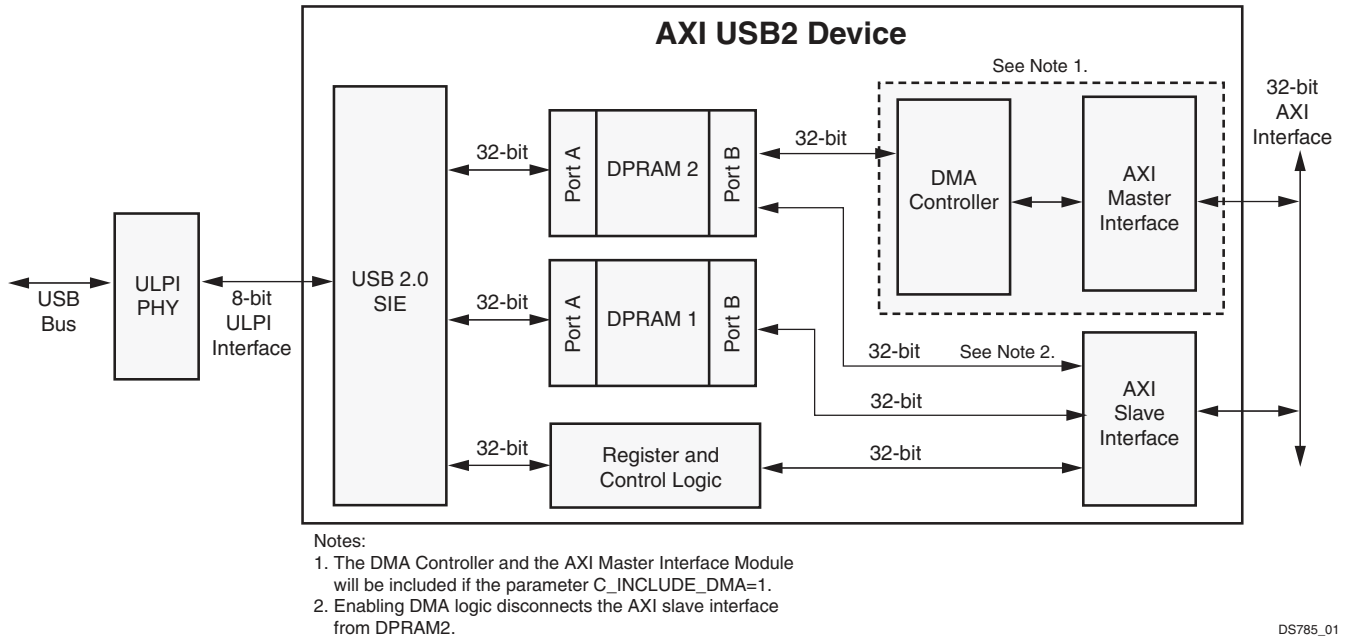 AXI USB2 Device
See Note 1.
32-bit
AXI
Interface
32-bit
Port A
DPRAM 2
Port B
32-bit
DMA
Controller
AXI
Master
Interface
USB
Bus
ULPI
PHY
8-bit
ULPI
Interface
USB 2.0
SIE
32-bit
Port A
DPRAM 1
Port B
32-bit
See Note 2.
32-bit
AXI
Slave
Interface
32-bit
Register and
Control Logic
32-bit
Notes:
1. The DMA Controller and the AXI Master Interface Module
will be included if the parameter C_INCLUDE_DMA=1.
2. Enabling DMA logic disconnects the AXI slave interface
from DPRAM2.
DS785_01